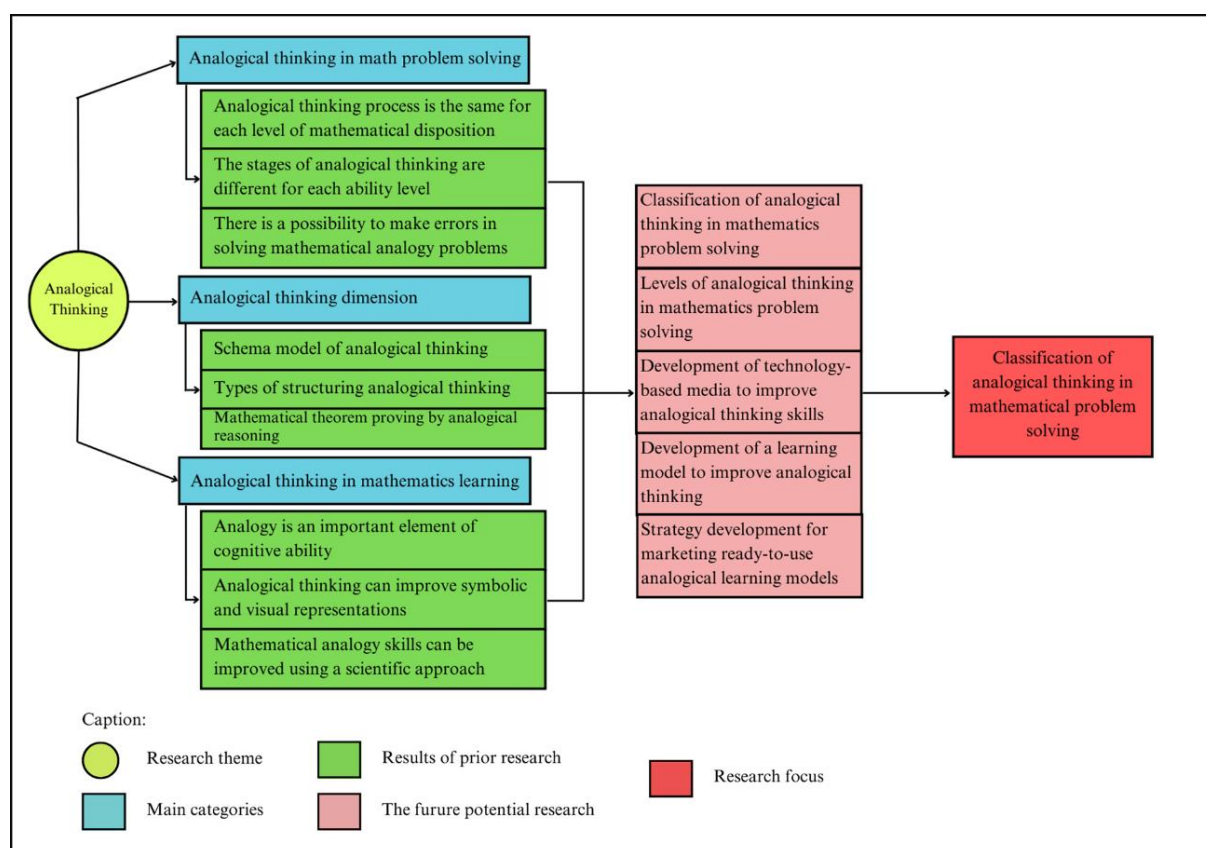 Analogical thinking in math problem solving
Analogical thinking process is the same for
each level of mathematical disposition
The stages of analogical thinking are
different for each ability level
There is a possibility to make errors in
solving mathematical analogy problems
Analogical
Thinking
Analogical thinking dimension
Schema model of analogical thinking
Types of structuring analogical thinking
Mathematical theorem proving by analogical
reasoning
Analogical thinking in mathematics learning
Analogy is an important element of
cognitive ability
Analogical thinking can improve symbolic
and visual representations
Mathematical analogy skills can be
improved using a scientific approach
Classification of analogical
thinking in mathematics
problem solving
Levels of analogical thinking
in mathematics problem
solving
Development of technology-
based media to improve
analogical thinking skills
Development of a learning
model to improve analogical
thinking
Strategy development for
marketing ready-to-use
analogical learning models
Classification of
analogical thinking in
mathematical problem
solving
Caption:
Research theme
Results of prior research
Research focus
Main categories
The furure potential research